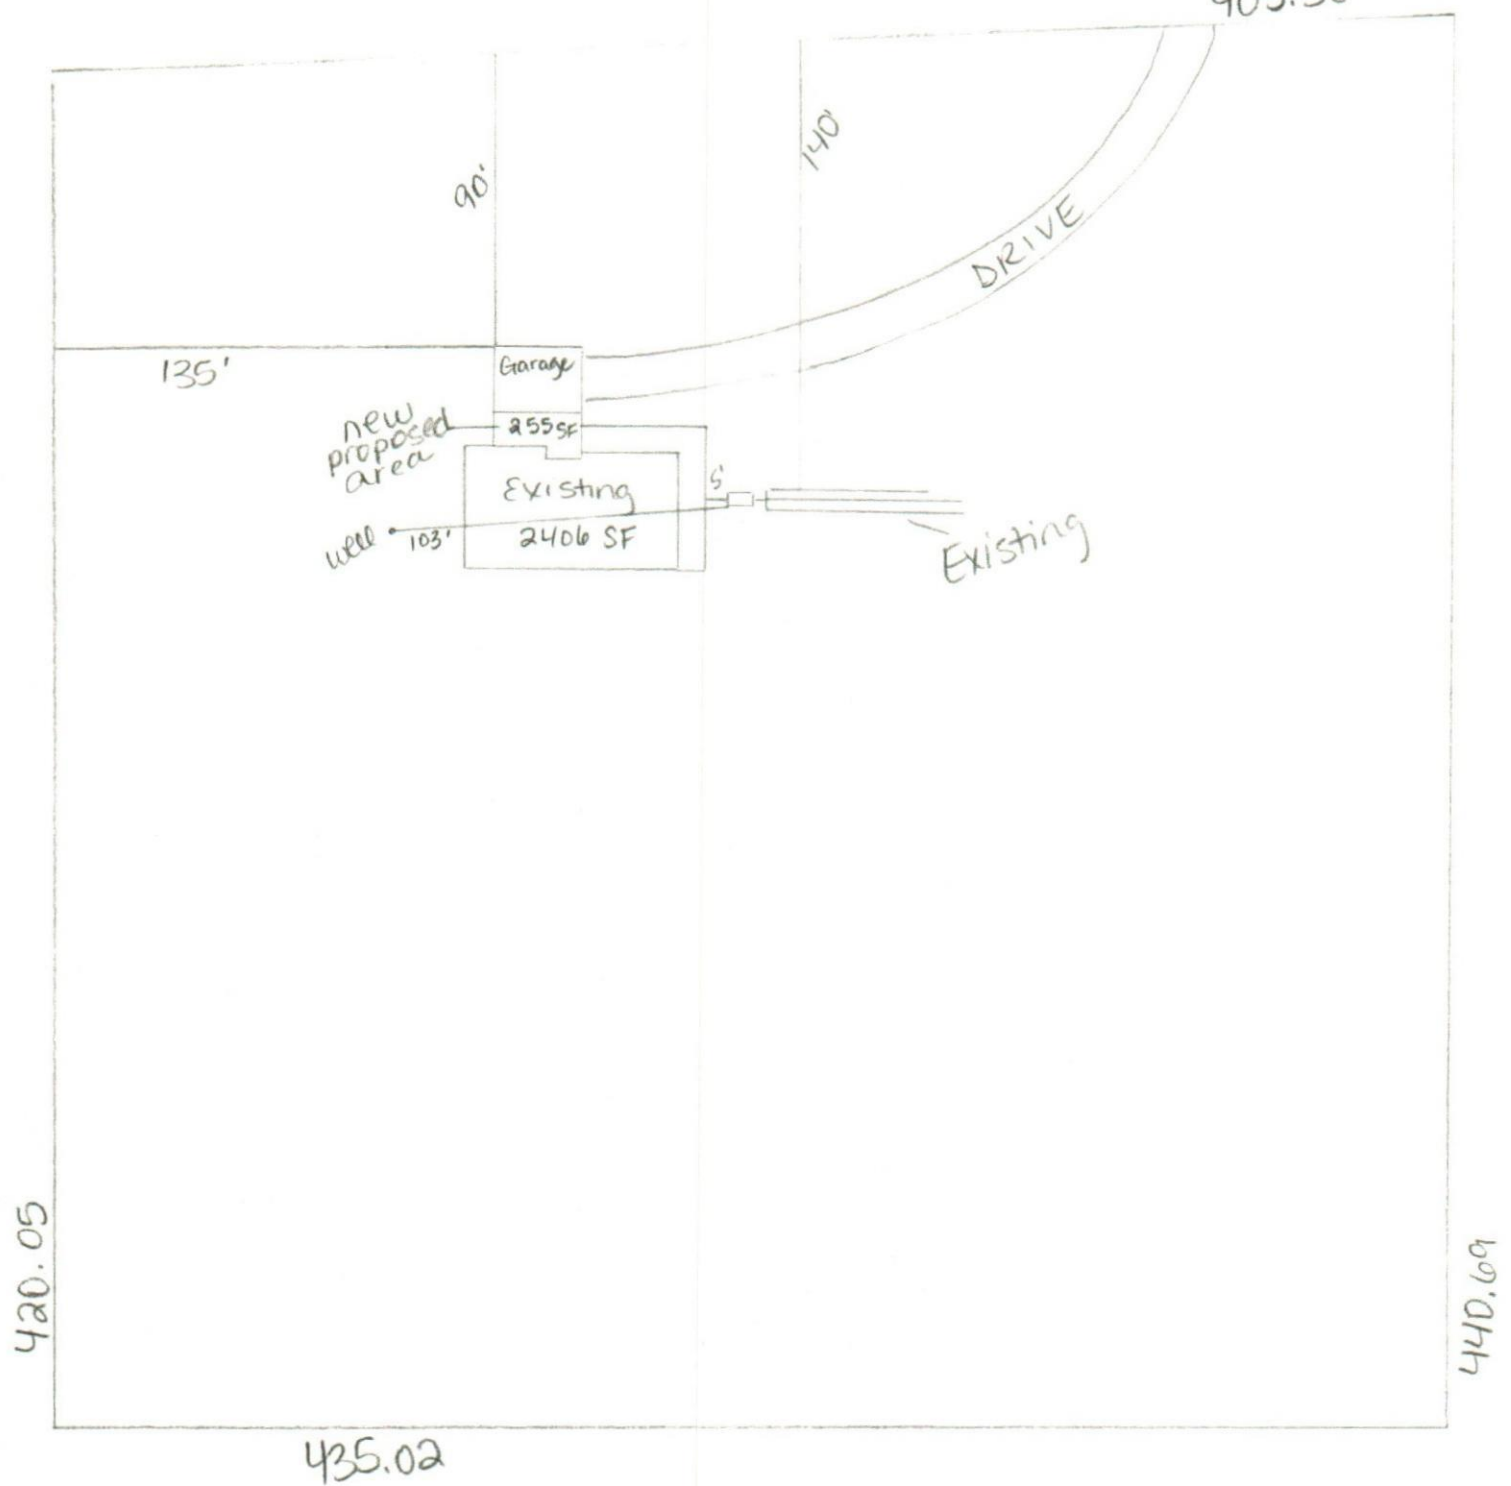 90'
140'
DRIVE
135'
Garage
new
proposed
area
255 SF
5'
Existing
2406 SF
well
103'
Existing
420.05
440.69
435.02